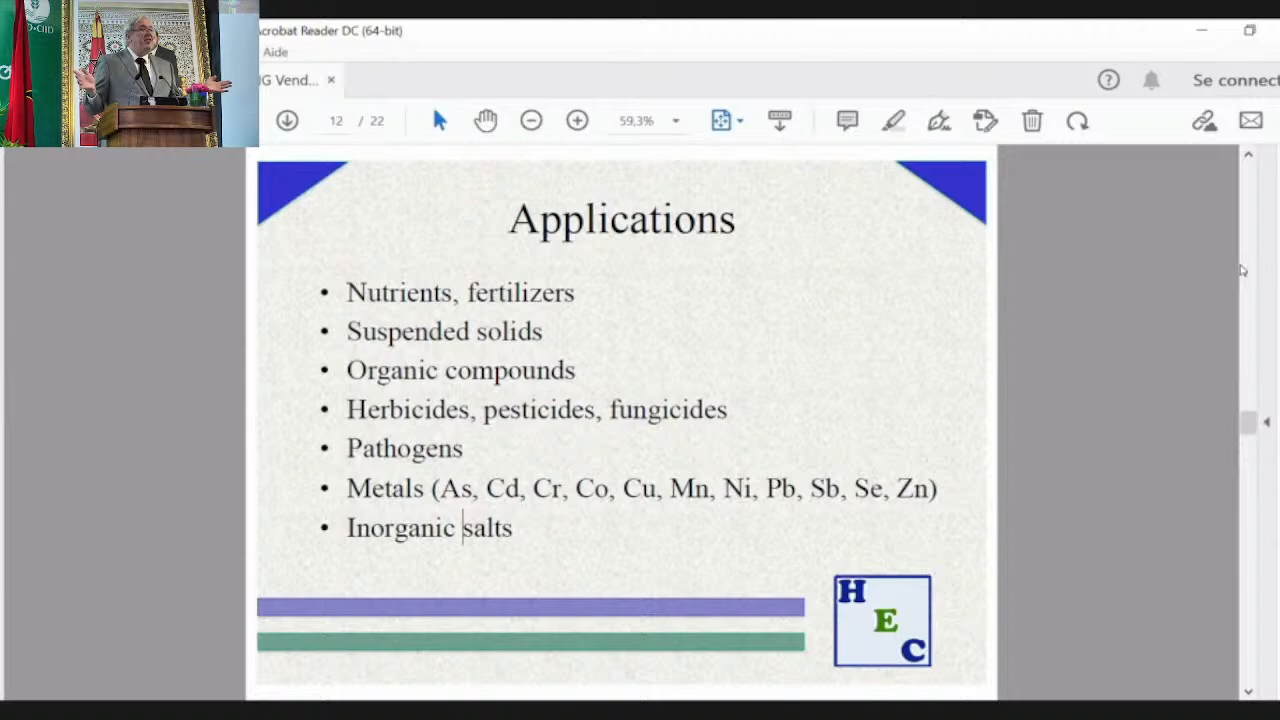 Acrobat Reader DC (64-bit)
Aide
G Vend... ×
Se connect
12 / 22
59,3%
Applications
• Nutrients, fertilizers
• Suspended solids
• Organic compounds
• Herbicides, pesticides, fungicides
• Pathogens
• Metals (As, Cd, Cr, Co, Cu, Mn, Ni, Pb, Sb, Se, Zn)
• Inorganic salts
H
E
C